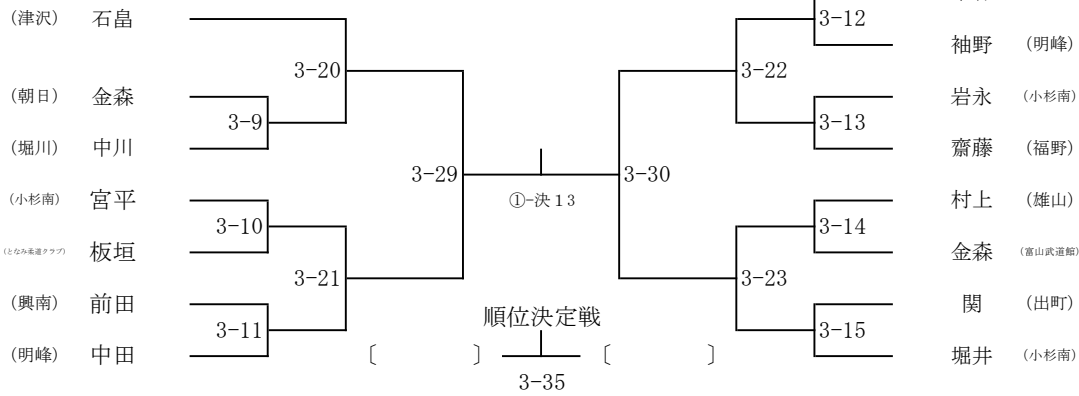 (津沢) 石畠
3-12
袖野 (明峰)
3-20
3-22
(朝日) 金森
岩永 (小杉南)
3-9
3-13
(堀川) 中川
齋藤 (福野)
3-29
3-30
(小杉南) 宮平
①-決13
村上 (雄山)
3-10
3-14
(となみ柔道クラブ) 板垣
金森 (富山武道館)
3-21
3-23
(興南) 前田
関 (出町)
順位決定戦
3-11
3-15
(明峰) 中田
〔 〕 〔 〕
堀井 (小杉南)
3-35